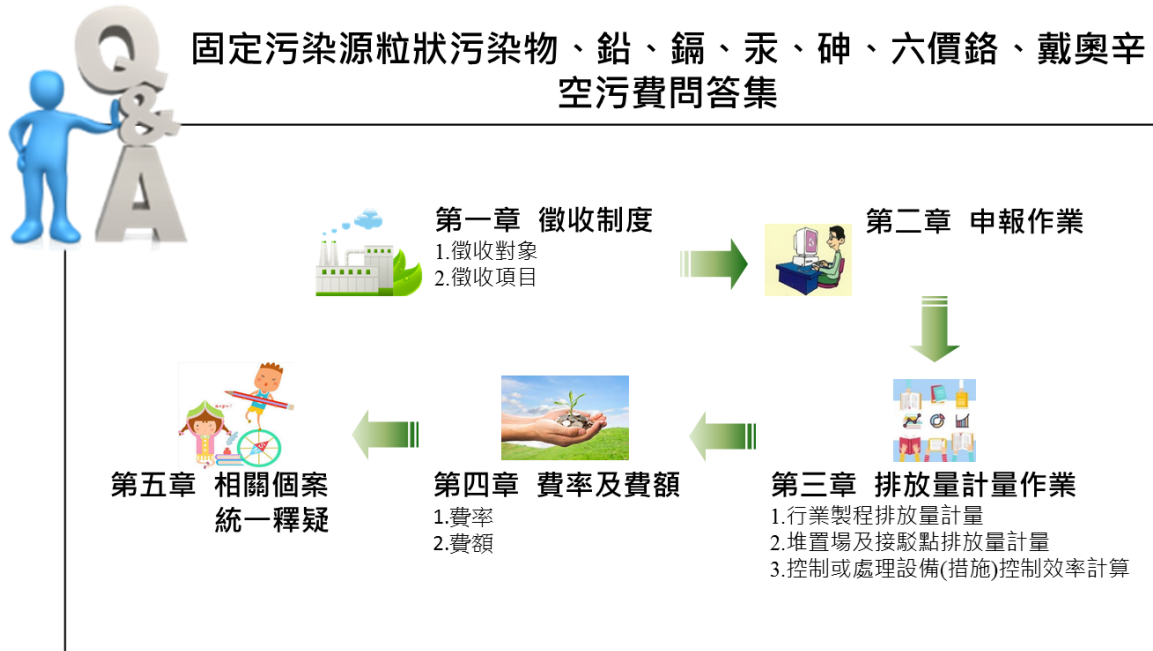 Q
&
A
固定污染源粒狀污染物、鉛、鎘、汞、砷、六價鉻、戴奧辛
空污費問答集
第一章 徵收制度
1.徵收對象
2.徵收項目
第二章 申報作業
第三章 排放量計量作業
1.行業製程排放量計量
2.堆置場及接駁點排放量計量
3.控制或處理設備(措施)控制效率計算
第四章 費率及費額
1.費率
2.費額
第五章 相關個案
統一釋疑